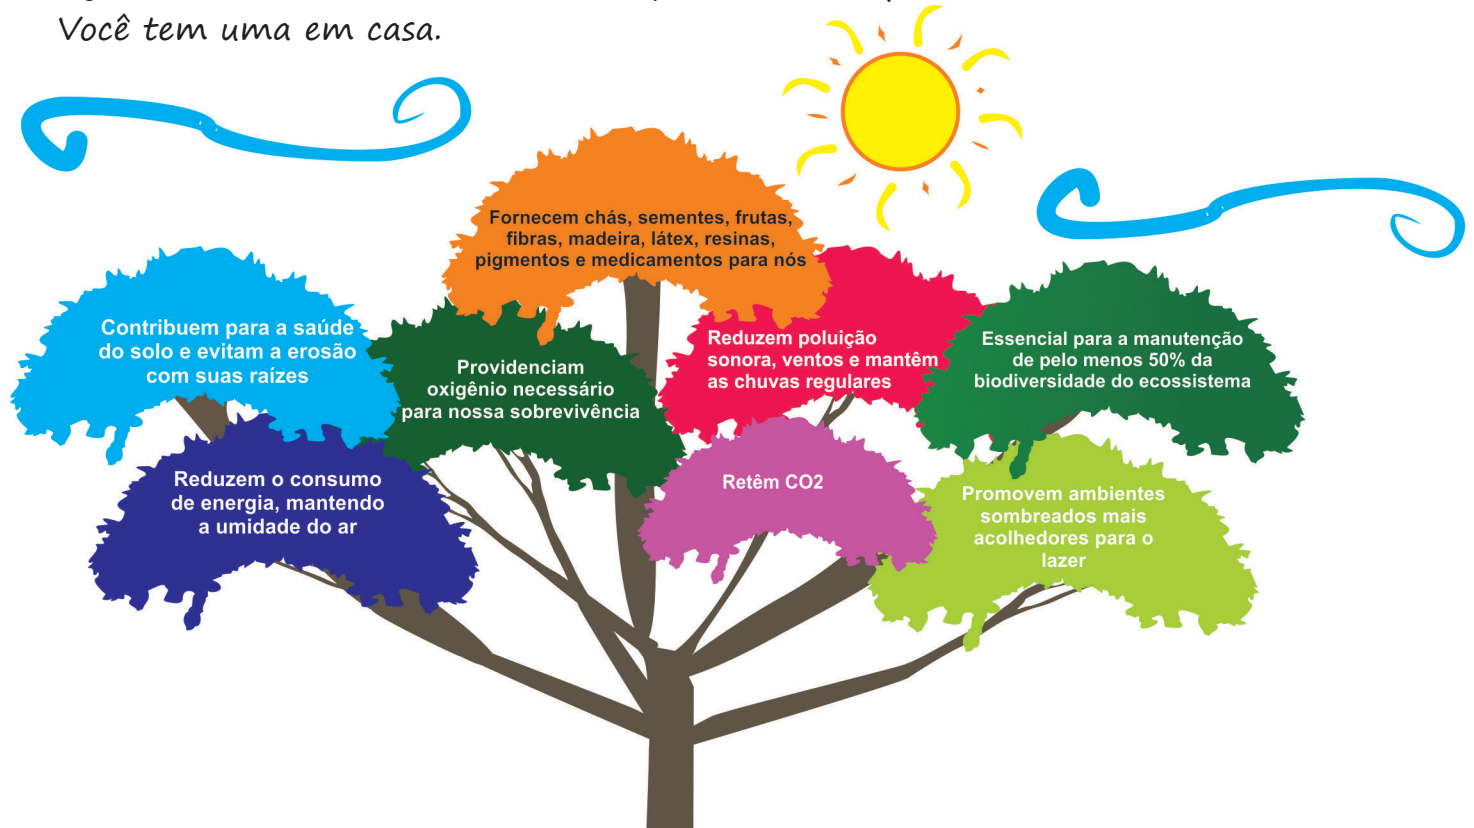 Você tem uma em casa.
Fornecem chás, sementes, frutas,
fibras, madeira, látex, resinas,
pigmentos e medicamentos para nós
Contribuem para a saúde
do solo e evitam a erosão
com suas raízes
Providenciam
oxigênio necessário
para nossa sobrevivência
Reduzem poluição
sonora, ventos e mantêm
as chuvas regulares
Essencial para a manutenção
de pelo menos 50% da
biodiversidade do ecossistema
Reduzem o consumo
de energia, mantendo
a umidade do ar
Retêm CO2
Promovem ambientes
sombreados mais
acolhedores para o
lazer